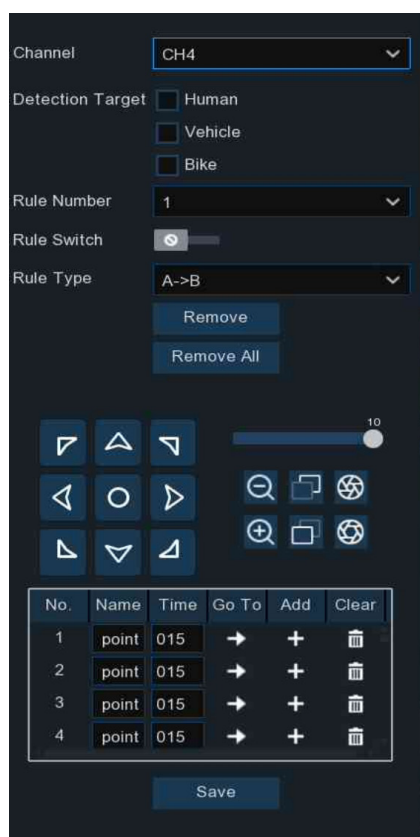 Channel CH4
Detection Target Human
Vehicle
Bike
Rule Number 1
Rule Switch
Rule Type A->B
Remove
Remove All
10
No. Name Time Go To Add Clear
1 point 015
2 point 015
3 point 015
4 point 015
Save